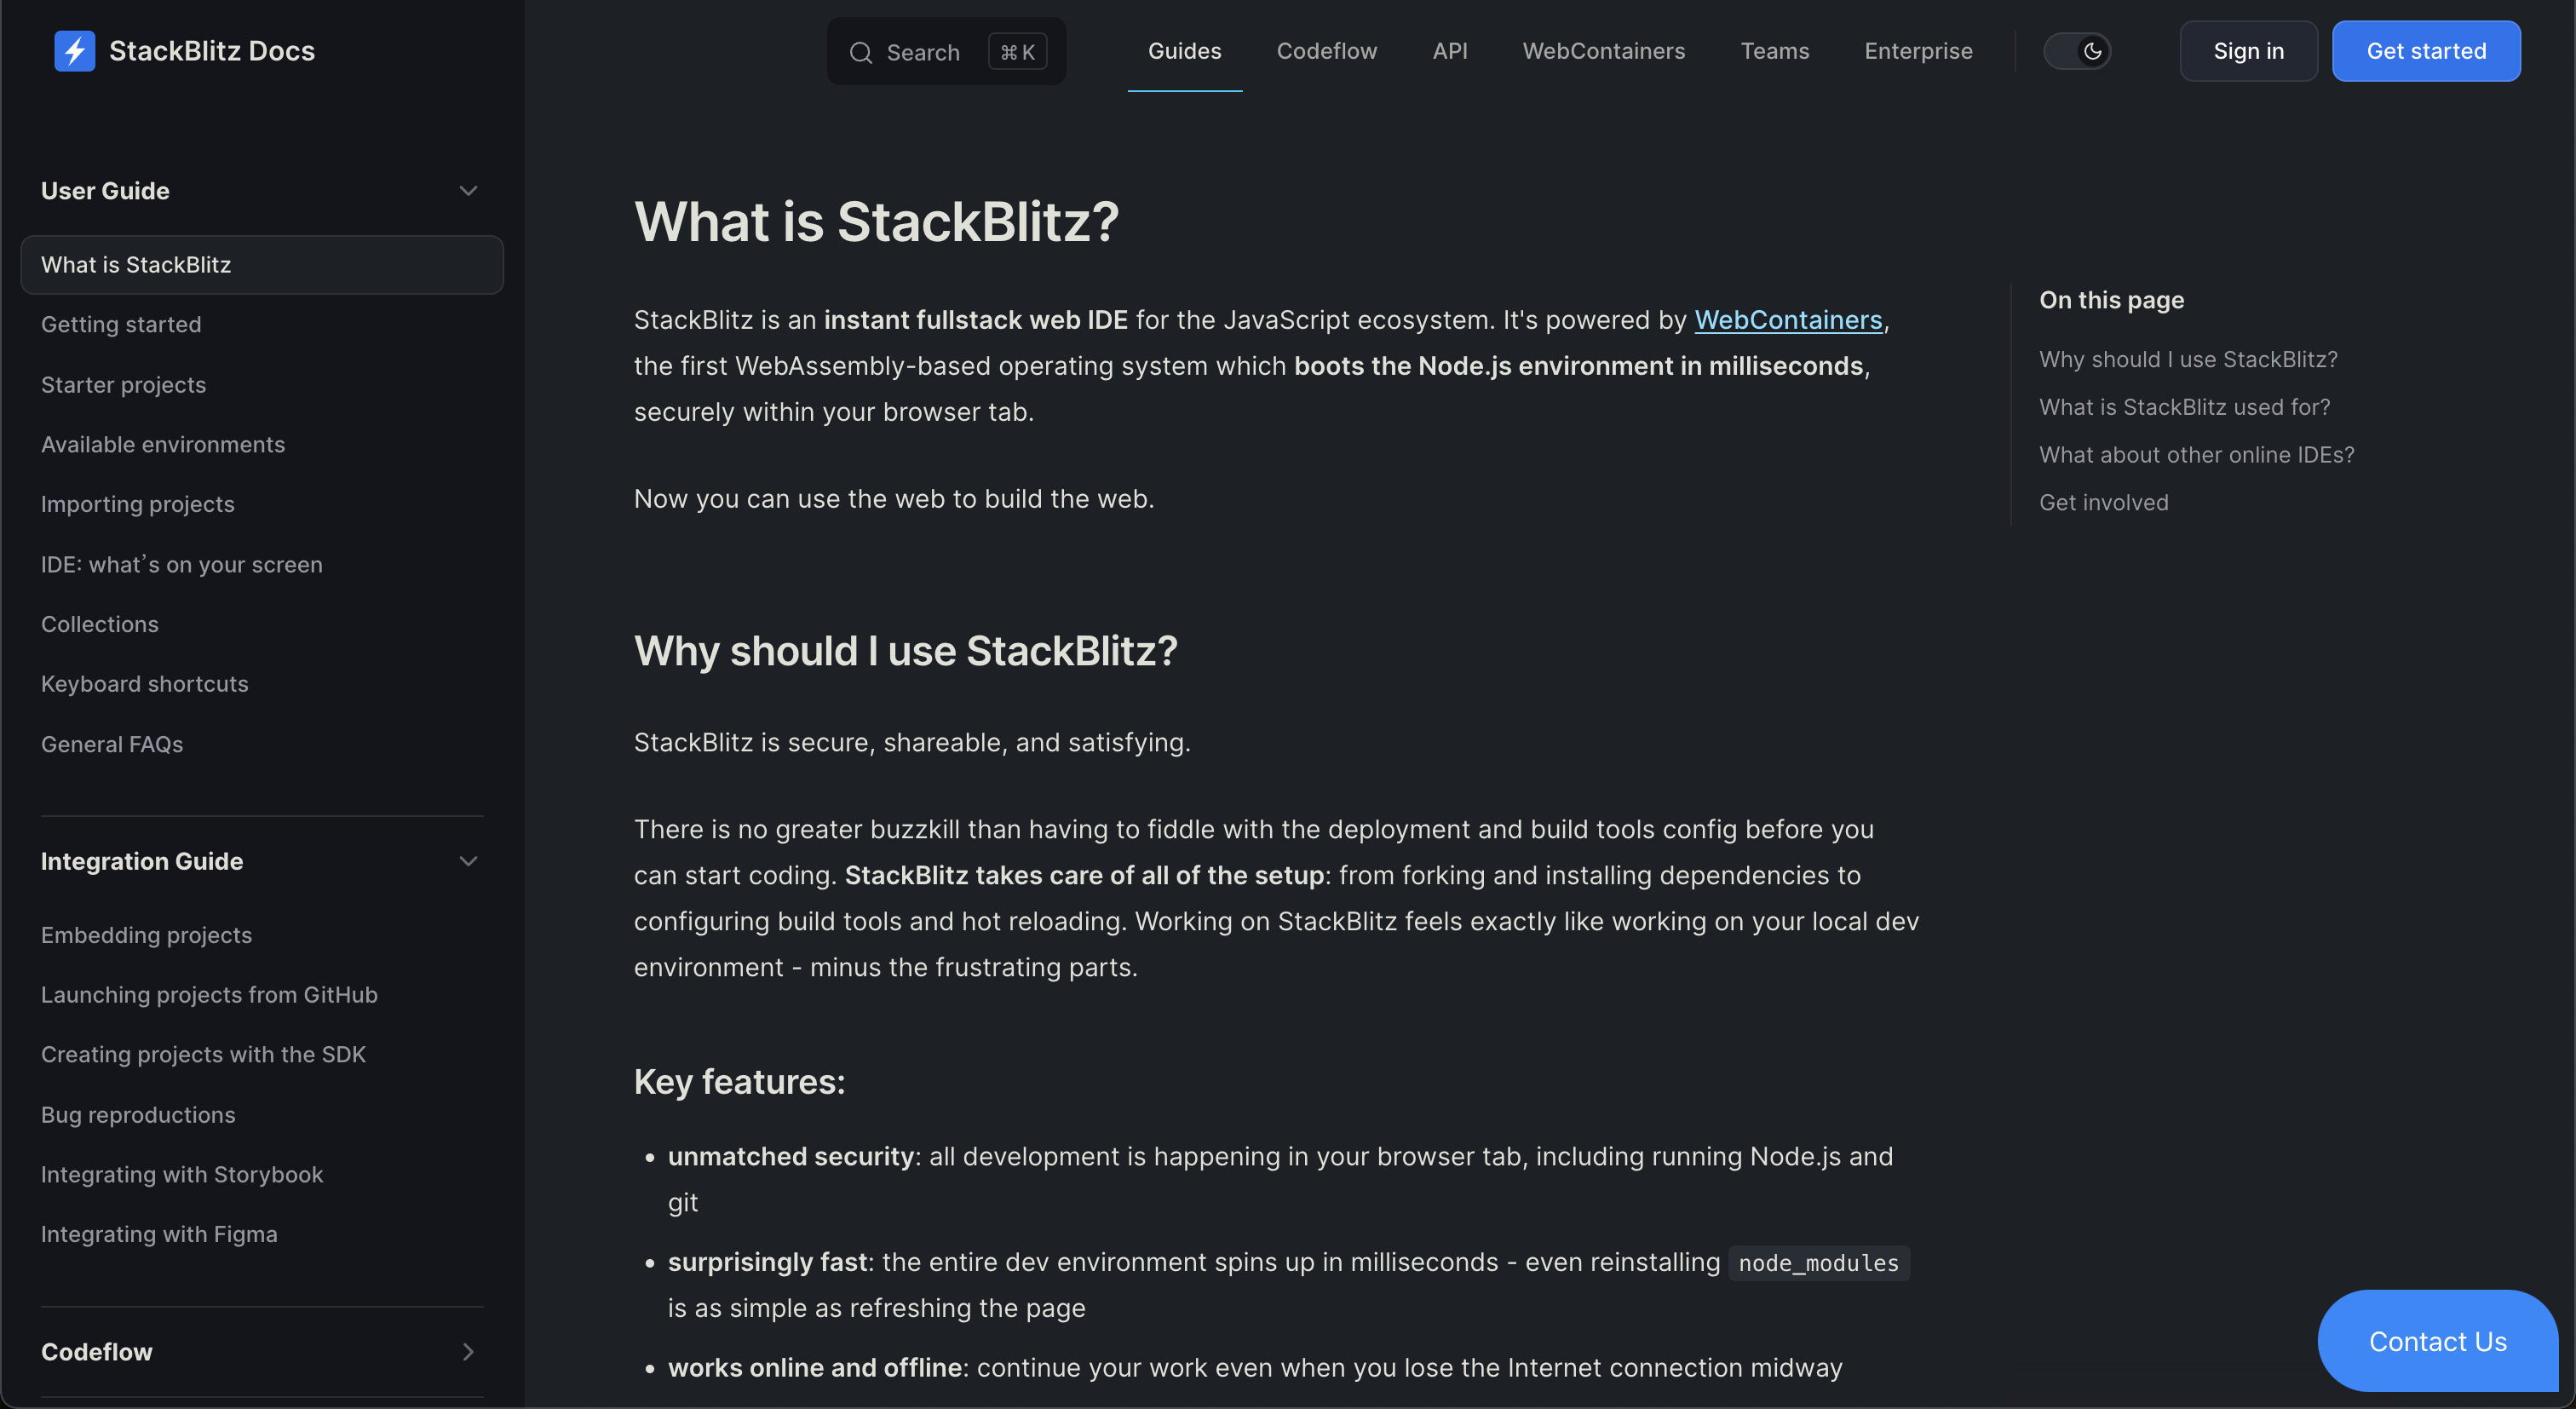 StackBlitz Docs
Search
⌘ K
Guides
Codeflow
API
WebContainers
Teams
Enterprise
Sign in
Get started
User Guide
What is StackBlitz
Getting started
Starter projects
Available environments
Importing projects
IDE: what’s on your screen
Collections
Keyboard shortcuts
General FAQs
Integration Guide
Embedding projects
Launching projects from GitHub
Creating projects with the SDK
Bug reproductions
Integrating with Storybook
Integrating with Figma
Codeflow
What is StackBlitz?
StackBlitz is an instant fullstack web IDE for the JavaScript ecosystem. It's powered by WebContainers,
the first WebAssembly-based operating system which boots the Node.js environment in milliseconds,
securely within your browser tab.
Now you can use the web to build the web.
Why should I use StackBlitz?
StackBlitz is secure, shareable, and satisfying.
There is no greater buzzkill than having to fiddle with the deployment and build tools config before you
can start coding. StackBlitz takes care of all of the setup: from forking and installing dependencies to
configuring build tools and hot reloading. Working on StackBlitz feels exactly like working on your local dev
environment - minus the frustrating parts.
Key features:
• unmatched security: all development is happening in your browser tab, including running Node.js and
git
• surprisingly fast: the entire dev environment spins up in milliseconds - even reinstalling node_modules
is as simple as refreshing the page
• works online and offline: continue your work even when you lose the Internet connection midway
On this page
Why should I use StackBlitz?
What is StackBlitz used for?
What about other online IDEs?
Get involved
Contact Us